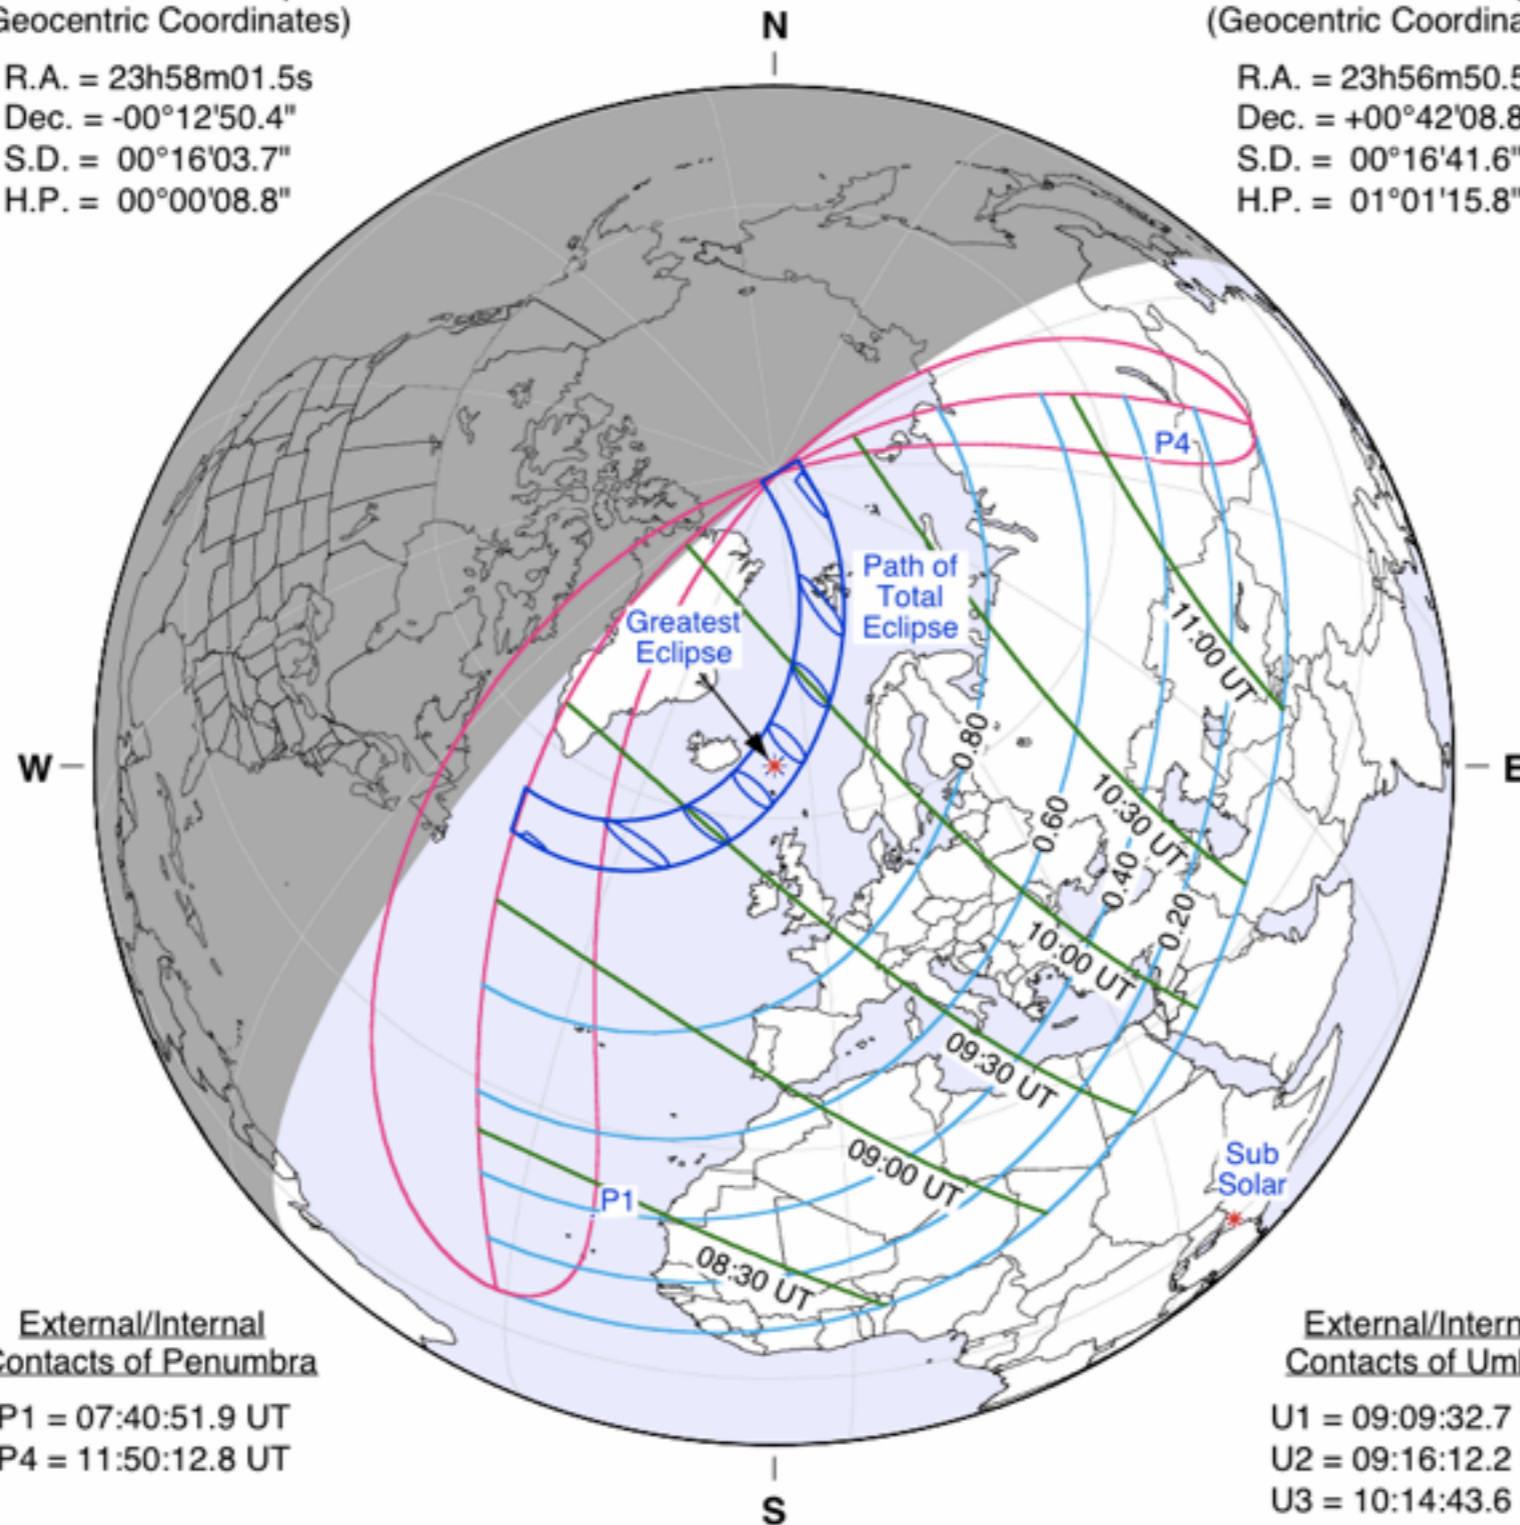 Geocentric Coordinates)
R.A. = 23h58m01.5s
Dec. = -00°12'50.4"
S.D. = 00°16'03.7"
H.P. = 00°00'08.8"
N
(Geocentric Coordina
R.A. = 23h56m50.5
Dec. = +00°42'08.8
S.D. = 00°16'41.6"
H.P. = 01°01'15.8"
P4
Path of
Total
Eclipse
Greatest
Eclipse
11:00 UT
W
0.80
10:30 UT
0.60
0.40
0.20
E
10:00 UT
09:30 UT
09:00 UT
Sub
Solar
P1
08:30 UT
External/Internal
Contacts of Penumbra
P1 = 07:40:51.9 UT
P4 = 11:50:12.8 UT
External/Intern
Contacts of Um
U1 = 09:09:32.7
U2 = 09:16:12.2
U3 = 10:14:43.6
S